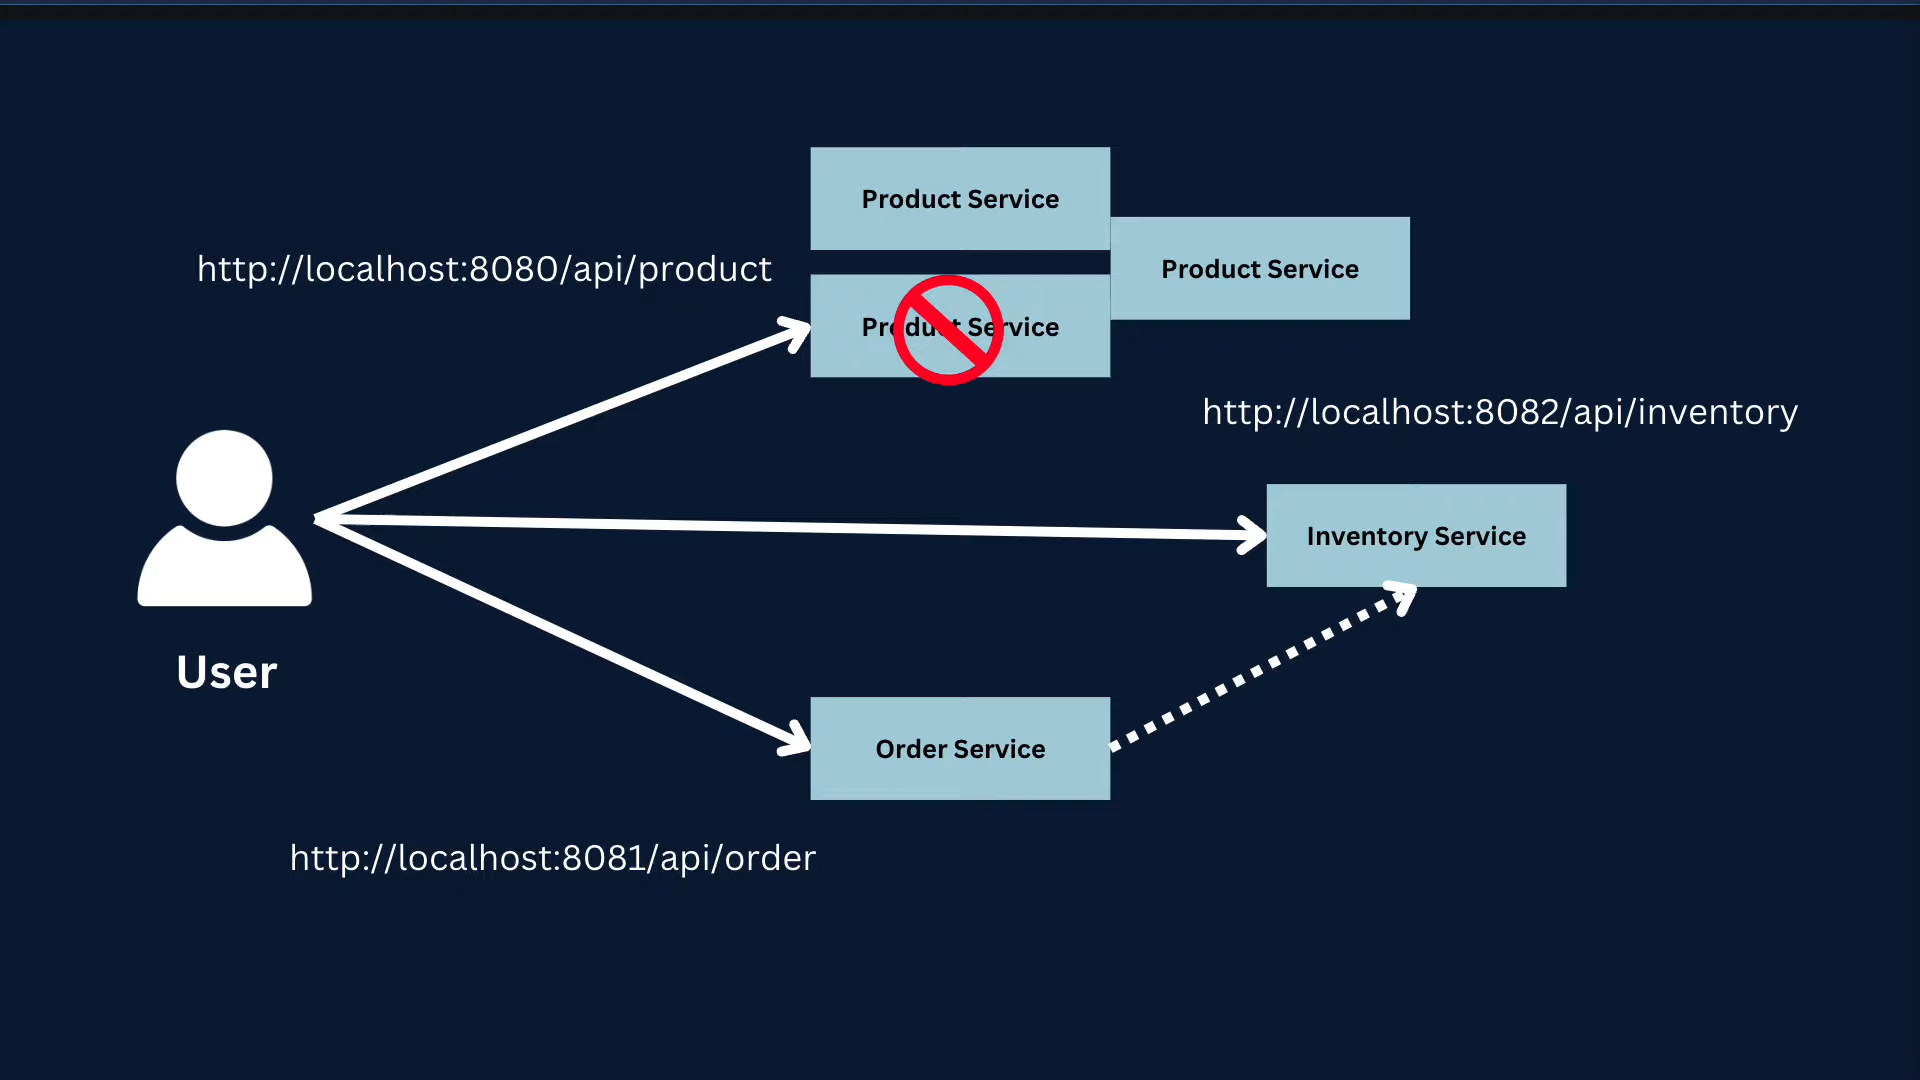 Product Service
http://localhost:8080/api/product
Product Service
Product Service
http://localhost:8082/api/inventory
Inventory Service
User
Order Service
http://localhost:8081/api/order